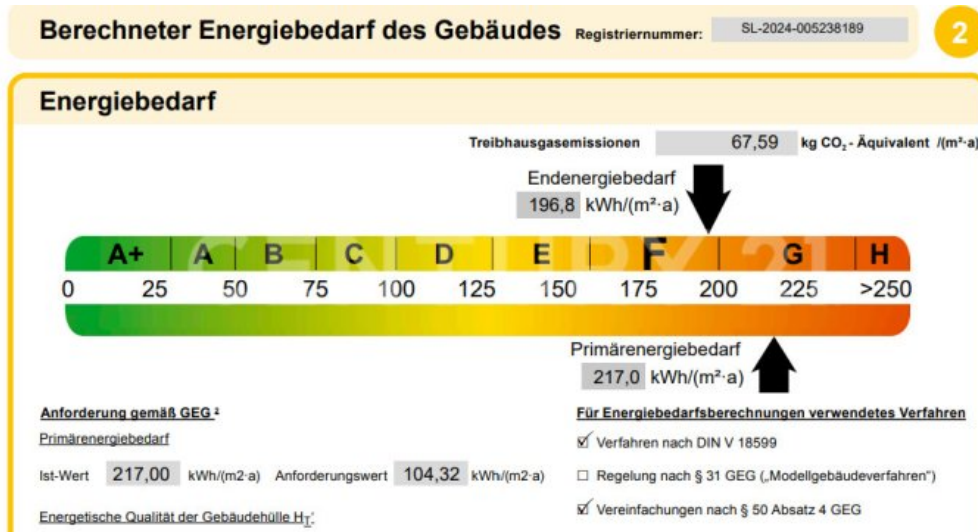 Berechneter Energiebedarf des Gebäudes Registriernummer: SL-2024-005238189 2
Energiebedarf
Treibhausgasemissionen 67,59 kg CO₂ - Äquivalent /(m²·a)
Endenergiebedarf
196,8 kWh/(m²·a)
A+ A B C D E F G H
CENTURY 21
0 25 50 75 100 125 150 175 200 225 >250
Primärenergiebedarf
217,0 kWh/(m²·a)
Anforderung gemäß GEG ²
Primärenergiebedarf
Ist-Wert 217,00 kWh/(m2·a) Anforderungswert 104,32 kWh/(m2·a)
Energetische Qualität der Gebäudehülle H_T':
Für Energiebedarfsberechnungen verwendetes Verfahren
☑ Verfahren nach DIN V 18599
☐ Regelung nach § 31 GEG („Modellgebäudeverfahren")
☑ Vereinfachungen nach § 50 Absatz 4 GEG